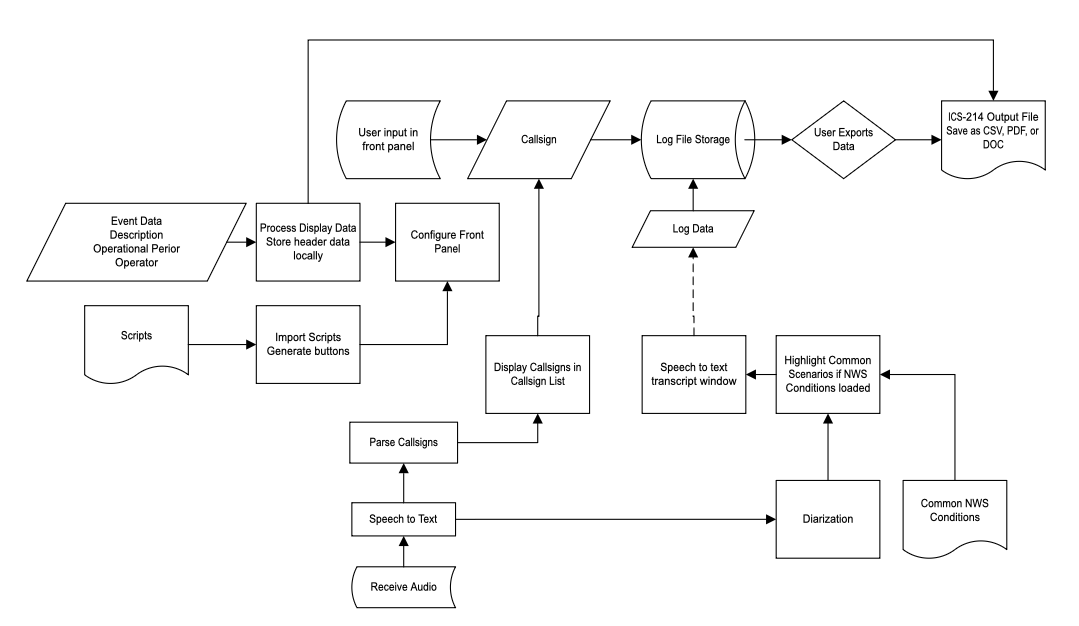 ICS-214 Output File
Save as CSV, PDF, or
DOC
User input in
front panel
Callsign
Log File Storage
User Exports
Data
Event Data
Description
Operational Perior
Operator
Process Display Data
Store header data
locally
Configure Front
Panel
Log Data
Scripts
Import Scripts
Generate buttons
Display Callsigns in
Callsign List
Speech to text
transcript window
Highlight Common
Scenarios if NWS
Conditions loaded
Parse Callsigns
Speech to Text
Diarization
Common NWS
Conditions
Receive Audio